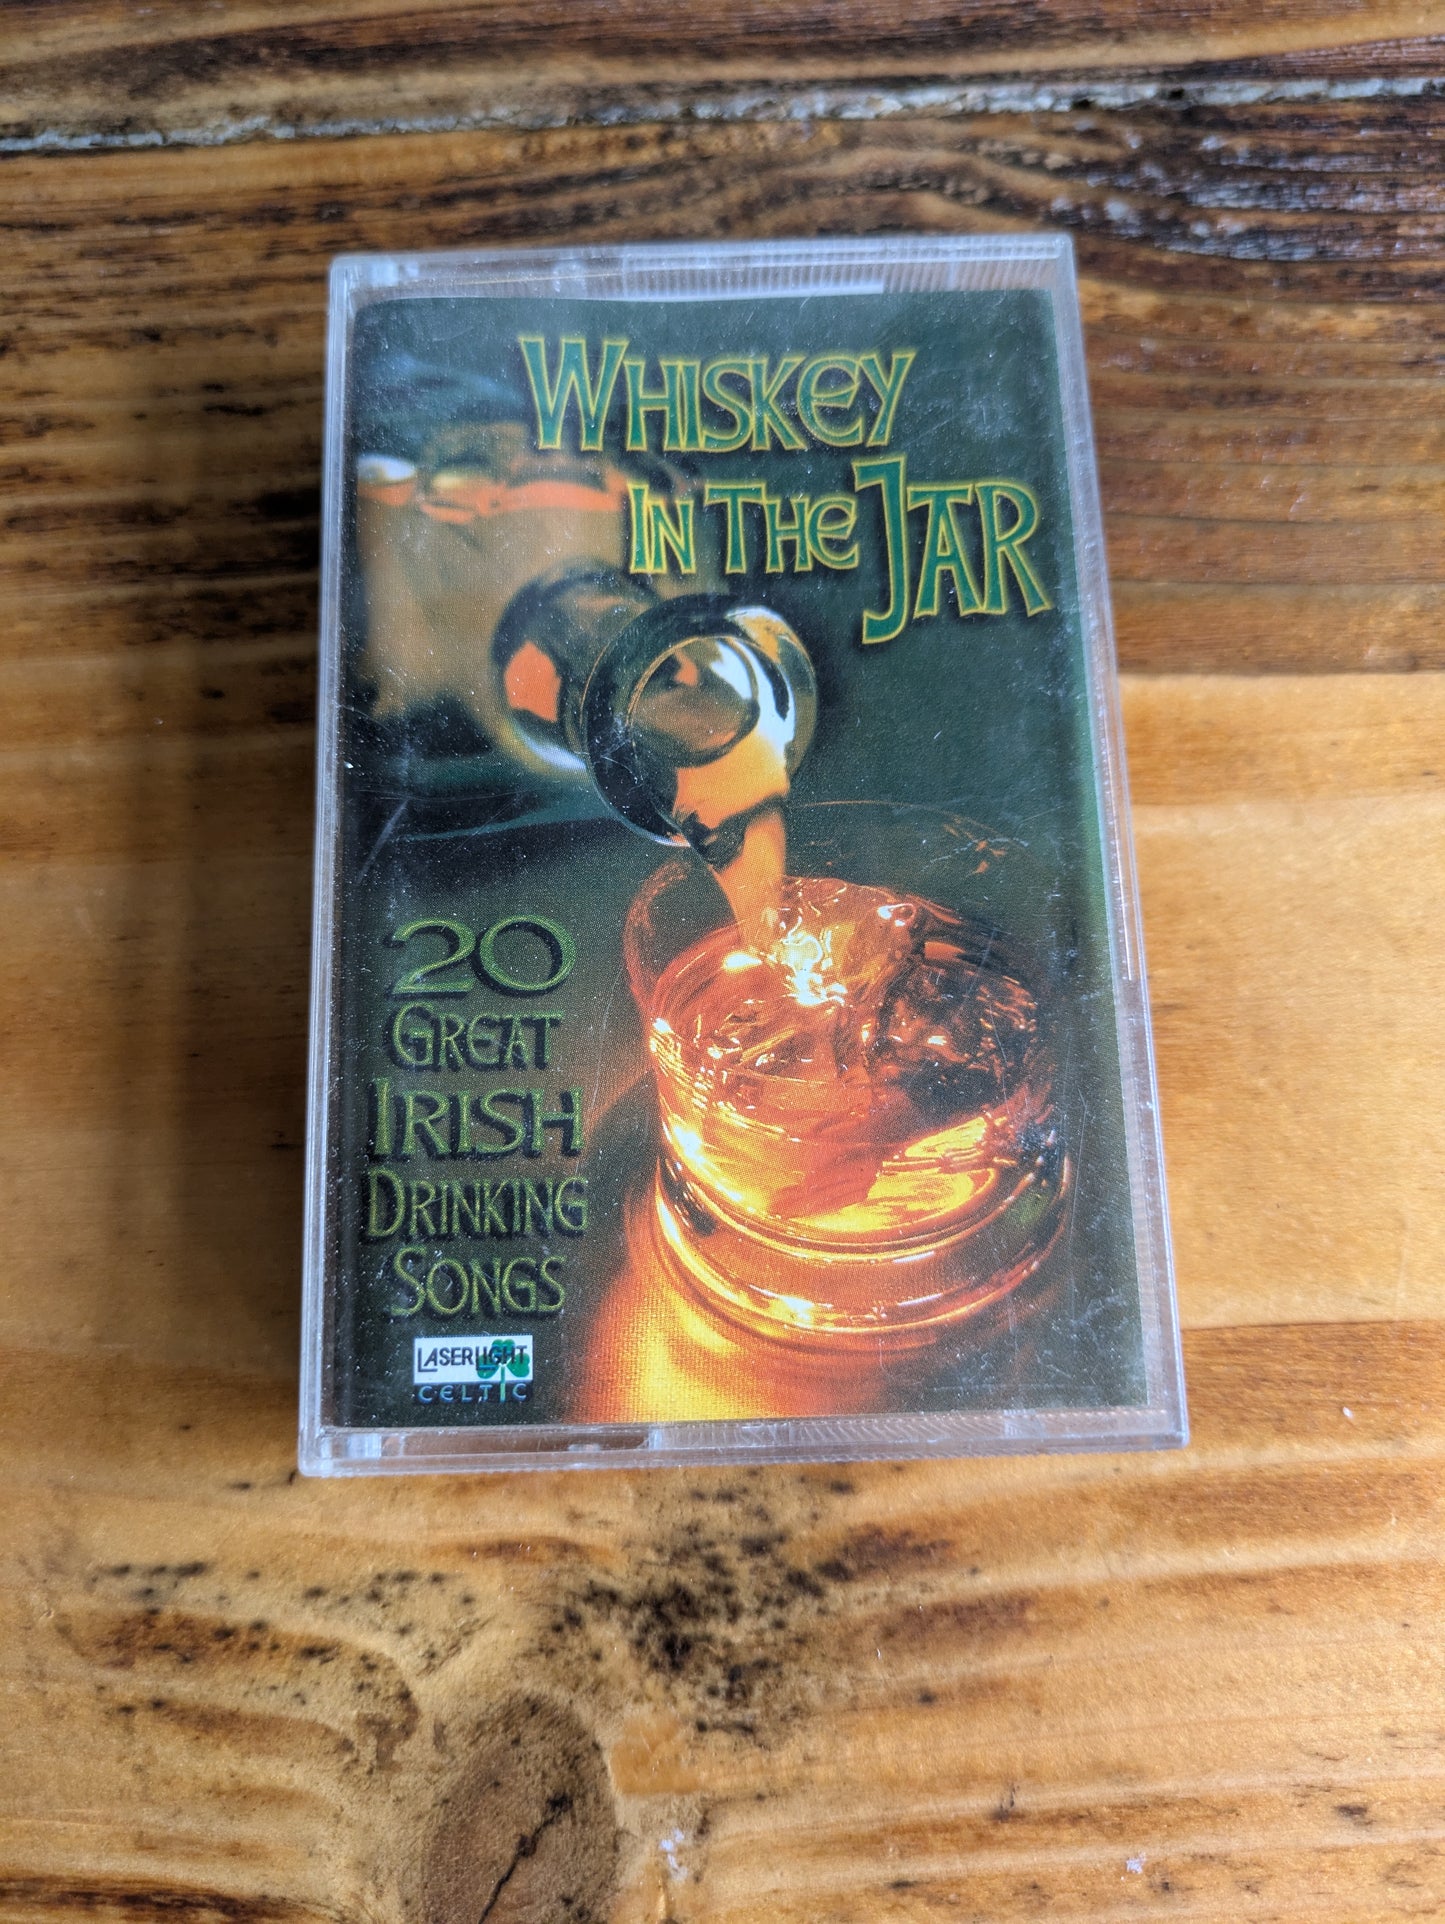 WHISKEY
IN THE JAR
20
GREAT
IRISH
DRINKING
SONGS
LASERLIGHT
CELTIC